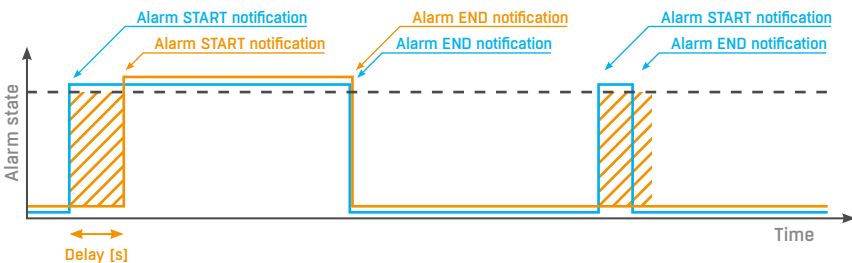 Alarm START notification
Alarm END notification
Alarm START notification
Alarm START notification
Alarm END notification
Alarm END notification
Alarm state
Time
Delay [s]